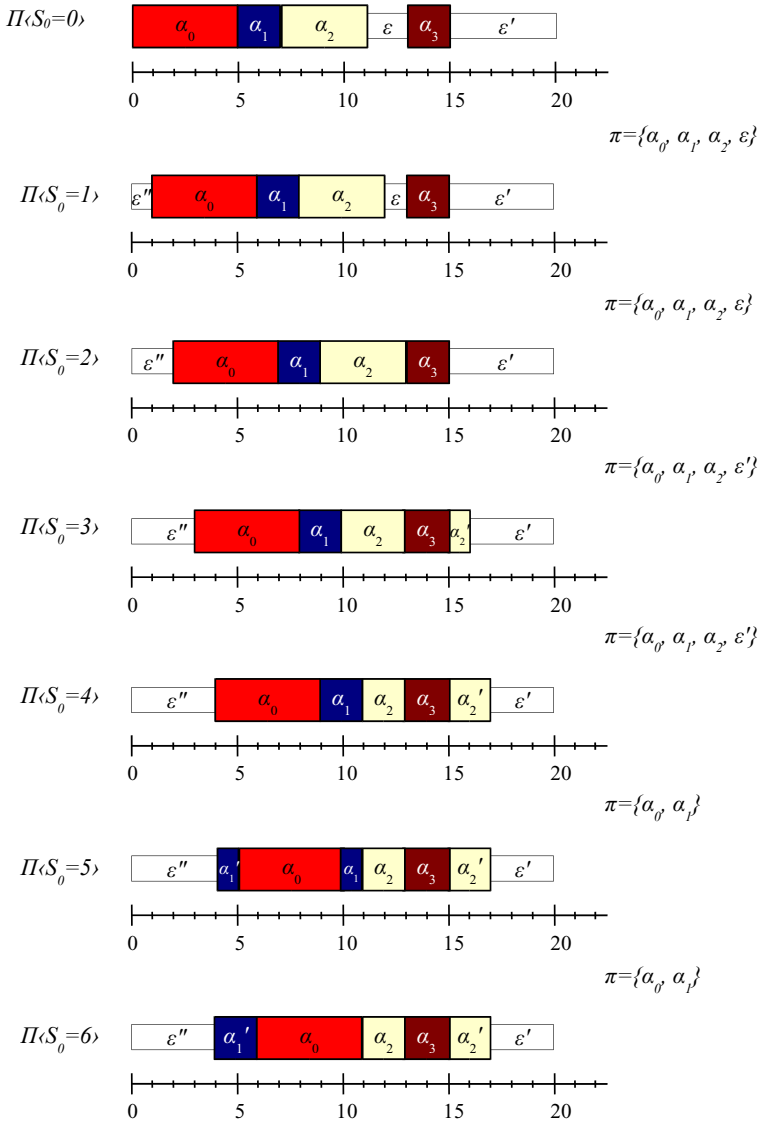 Π‹S₀=0› α₀ α₁ α₂ ε α₃ ε′
0 5 10 15 20
π={α₀, α₁, α₂, ε}
Π‹S₀=1› ε″ α₀ α₁ α₂ ε α₃ ε′
0 5 10 15 20
π={α₀, α₁, α₂, ε}
Π‹S₀=2› ε″ α₀ α₁ α₂ α₃ ε′
0 5 10 15 20
π={α₀, α₁, α₂, ε′}
Π‹S₀=3› ε″ α₀ α₁ α₂ α₃ α₂′ ε′
0 5 10 15 20
π={α₀, α₁, α₂, ε′}
Π‹S₀=4› ε″ α₀ α₁ α₂ α₃ α₂′ ε′
0 5 10 15 20
π={α₀, α₁}
Π‹S₀=5› ε″ α₁′ α₀ α₁ α₂ α₃ α₂′ ε′
0 5 10 15 20
π={α₀, α₁}
Π‹S₀=6› ε″ α₁′ α₀ α₂ α₃ α₂′ ε′
0 5 10 15 20